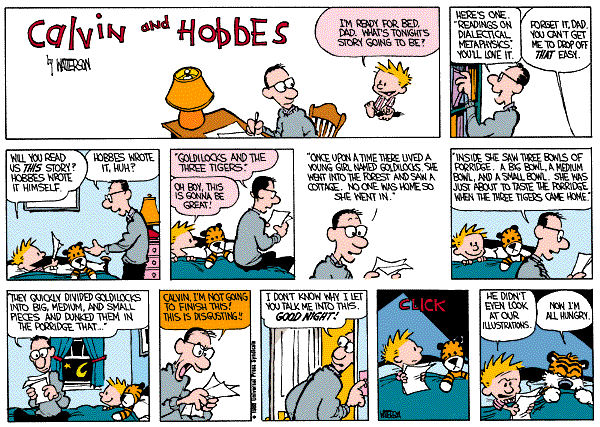 Calvin and Hobbes
by WATTERSON
I'M READY FOR BED,
DAD. WHAT'S TONIGHT'S
STORY GOING TO BE?
HERE'S ONE.
"READINGS ON
DIALECTICAL
METAPHYSICS."
YOU'LL LOVE IT.
FORGET IT, DAD.
YOU CAN'T GET
ME TO DROP OFF
THAT EASY.
WILL YOU READ
US THIS STORY?
HOBBES WROTE
IT HIMSELF.
HOBBES WROTE
IT, HUH?
"GOLDILOCKS AND THE
THREE TIGERS."
OH BOY, THIS
IS GONNA BE
GREAT!
"ONCE UPON A TIME THERE LIVED A
YOUNG GIRL NAMED GOLDILOCKS. SHE
WENT INTO THE FOREST AND SAW A
COTTAGE. NO ONE WAS HOME SO
SHE WENT IN."
"INSIDE SHE SAW THREE BOWLS OF
PORRIDGE. A BIG BOWL, A MEDIUM
BOWL, AND A SMALL BOWL. SHE WAS
JUST ABOUT TO TASTE THE PORRIDGE
WHEN THE THREE TIGERS CAME HOME."
"THEY QUICKLY DIVIDED GOLDILOCKS
INTO BIG, MEDIUM, AND SMALL
PIECES AND DUNKED THEM IN
THE PORRIDGE THAT..."
CALVIN, I'M NOT GOING
TO FINISH THIS!
THIS IS DISGUSTING!!
I DON'T KNOW WHY I LET
YOU TALK ME INTO THIS.
GOOD NIGHT!
CLICK
HE DIDN'T
EVEN LOOK
AT OUR
ILLUSTRATIONS.
NOW I'M
ALL HUNGRY.
WATTERSON